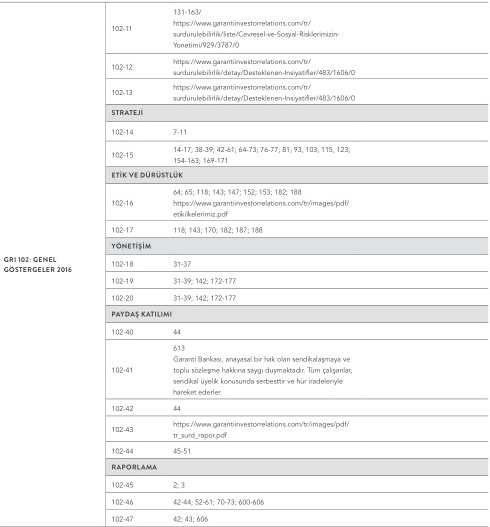 131-163/
102-11
https://www.garantiinvestorrelations.com/tr/
surdurulebilirlik/liste/Cevresel-ve-Sosyal-Risklerimizin-
Yonetimi/929/3787/0
102-12
https://www.garantiinvestorrelations.com/tr/
surdurulebilirlik/detay/Desteklenen-Insiyatifler/483/1606/0
102-13
https://www.garantiinvestorrelations.com/tr/
surdurulebilirlik/detay/Desteklenen-Insiyatifler/483/1606/0
STRATEJİ
102-14 7-11
102-15
14-17; 38-39; 42-61; 64-73; 76-77; 81; 93, 103, 115, 123;
154-163; 169-171
ETİK VE DÜRÜSTLÜK
102-16
64; 65; 118; 143; 147; 152; 153; 182; 188
https://www.garantiinvestorrelations.com/tr/images/pdf/
etikilkelerimiz.pdf
102-17 118; 143; 170; 182; 187; 188
YÖNETİŞİM
GRI 102: GENEL
GÖSTERGELER 2016
102-18 31-37
102-19 31-39; 142; 172-177
102-20 31-39; 142; 172-177
PAYDAŞ KATILIMI
102-40 44
102-41
613
Garanti Bankası, anayasal bir hak olan sendikalaşmaya ve
toplu sözleşme hakkına saygı duymaktadır. Tüm çalışanlar,
sendikal üyelik konusunda serbesttir ve hür iradeleriyle
hareket ederler.
102-42 44
102-43
https://www.garantiinvestorrelations.com/tr/images/pdf/
tr_surd_rapor.pdf
102-44 45-51
RAPORLAMA
102-45 2; 3
102-46 42-44; 52-61; 70-73; 600-606
102-47 42; 43; 606